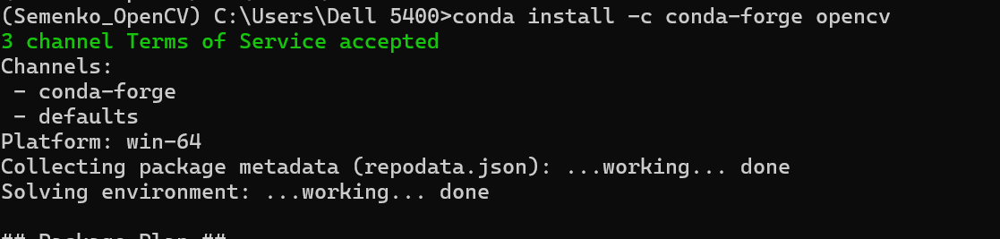 (Semenko_OpenCV) C:\Users\Dell 5400>conda install -c conda-forge opencv
3 channel Terms of Service accepted
Channels:
 - conda-forge
 - defaults
Platform: win-64
Collecting package metadata (repodata.json): ...working... done
Solving environment: ...working... done
## Package Plan ##